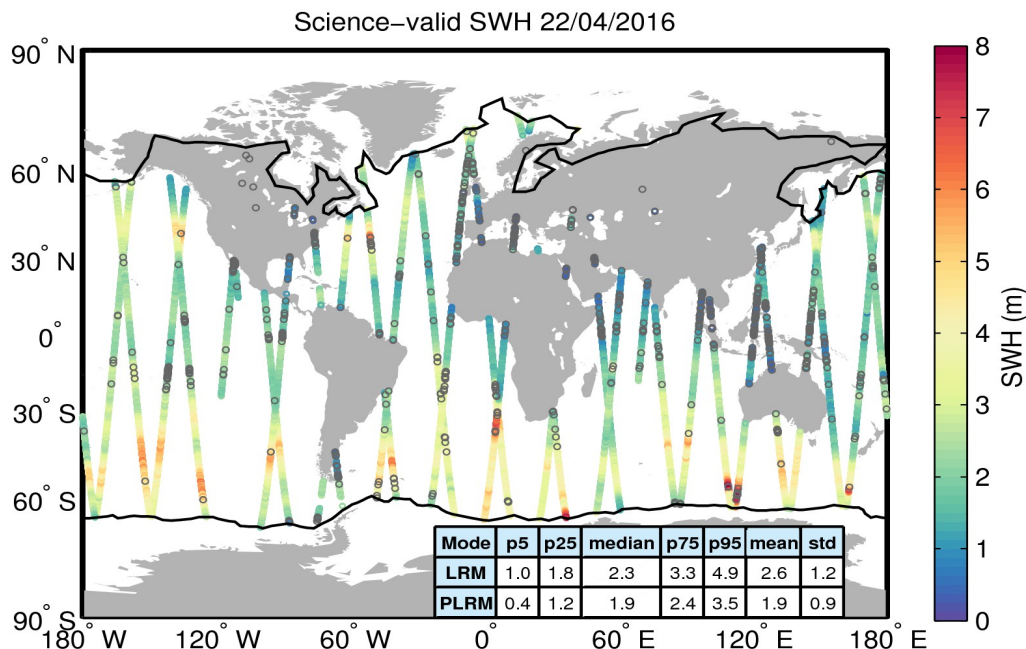 Science−valid SWH 22/04/2016
90° N
60° N
30° N
0°
30° S
60° S
90° S
180° W
120° W
60° W
0°
60° E
120° E
180° E
8
7
6
5
4
3
2
1
0
SWH (m)
Mode p5 p25 median p75 p95 mean std
LRM 1.0 1.8 2.3 3.3 4.9 2.6 1.2
PLRM 0.4 1.2 1.9 2.4 3.5 1.9 0.9